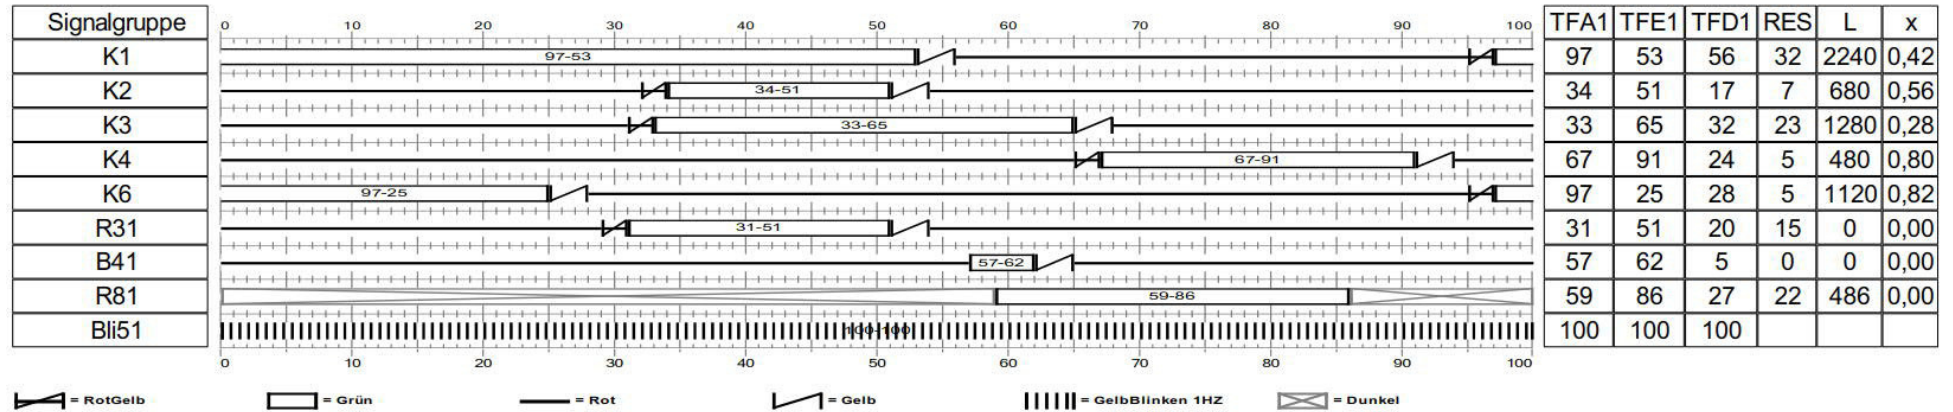 Signalgruppe 0 10 20 30 40 50 60 70 80 90 100 TFA1 TFE1 TFD1 RES L x
K1 97-53 97 53 56 32 2240 0,42
K2 34-51 34 51 17 7 680 0,56
K3 33-65 33 65 32 23 1280 0,28
K4 67-91 67 91 24 5 480 0,80
K6 97-25 97 25 28 5 1120 0,82
R31 31-51 31 51 20 15 0 0,00
B41 57-62 57 62 5 0 0 0,00
R81 59-86 59 86 27 22 486 0,00
Bli51 100-100 100 100 100
0 10 20 30 40 50 60 70 80 90 100
= RotGelb = Grün = Rot = Gelb = GelbBlinken 1HZ = Dunkel